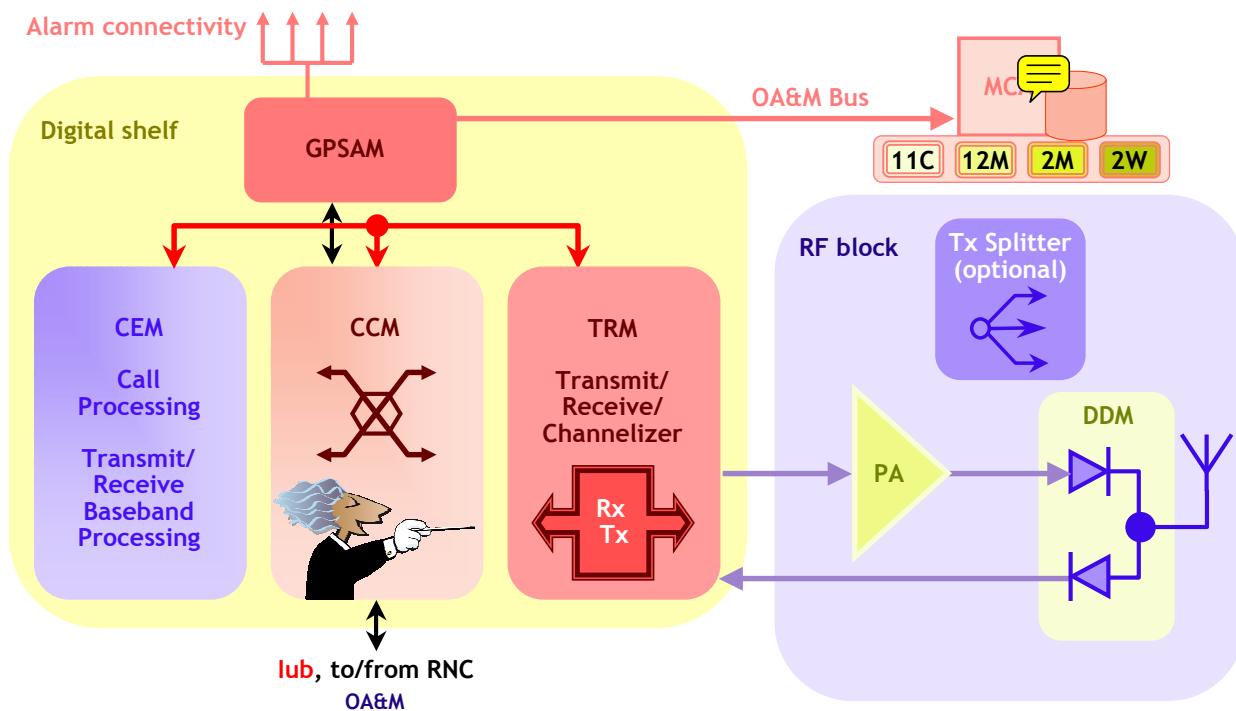 Alarm connectivity
Digital shelf
GPSAM
OA&M Bus
11C
12M
2M
2W
CEM
Call
Processing
Transmit/
Receive
Baseband
Processing
CCM
TRM
Transmit/
Receive/
Channelizer
Rx
Tx
Iub, to/from RNC
OA&M
RF block
Tx Splitter
(optional)
PA
DDM